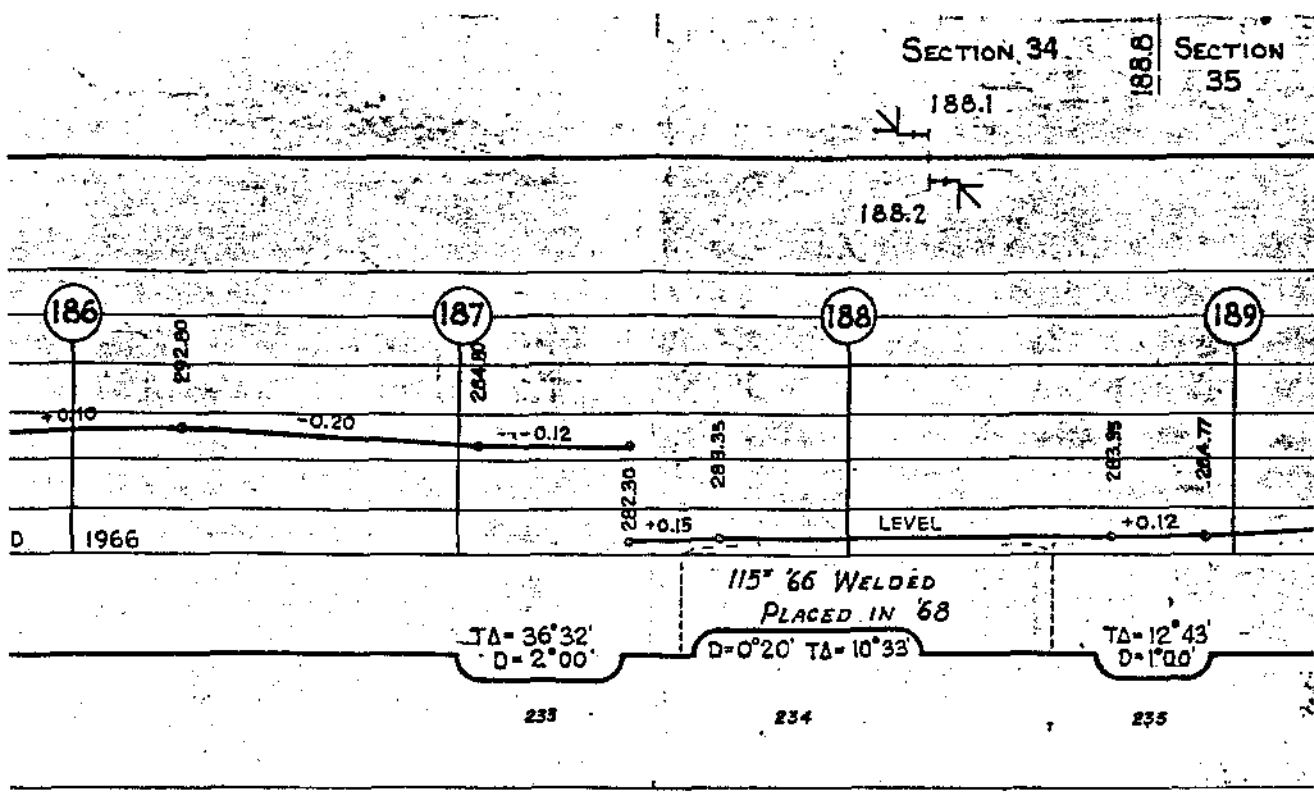 SECTION 34
188.8
SECTION
35
188.1
188.2
186
187
188
189
292.80
284.80
+0.10
-0.20
-0.12
282.30
283.35
283.35
284.77
+0.15
LEVEL
+0.12
D
1966
115# '66 WELDED
PLACED IN '68
TΔ= 36°32'
D= 2°00'
D=0°20' TΔ= 10°33'
TΔ= 12°43'
D=1°00'
233
234
235